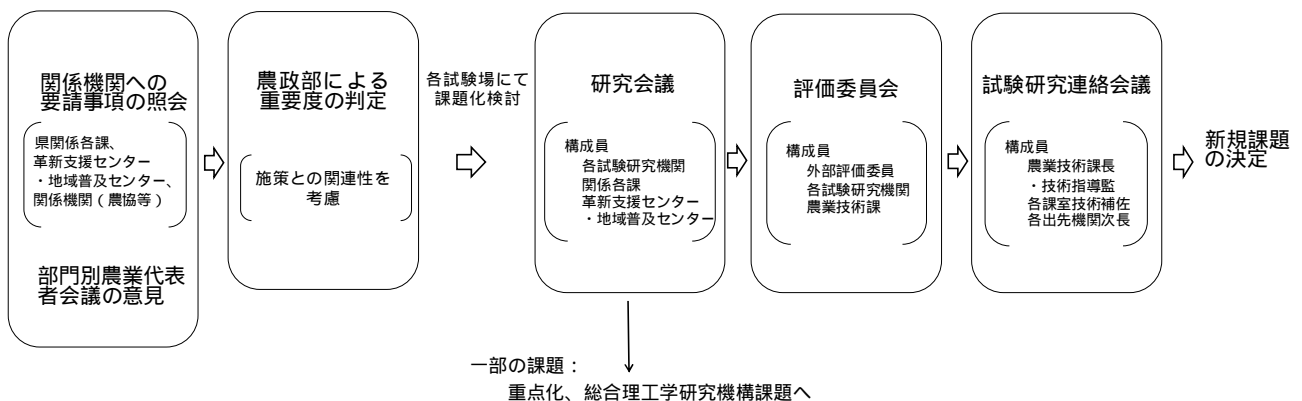 関係機関への
要請事項の照会
県関係各課、
革新支援センター
・地域普及センター、
関係機関（農協等）
部門別農業代表
者会議の意見
農政部による
重要度の判定
施策との関連性を
考慮
各試験場にて
課題化検討
研究会議
構成員
各試験研究機関
関係各課
革新支援センター
・地域普及センター
評価委員会
構成員
外部評価委員
各試験研究機関
農業技術課
試験研究連絡会議
構成員
農業技術課長
・技術指導監
各課室技術補佐
各出先機関次長
新規課題
の決定
一部の課題：
重点化、総合理工学研究機構課題へ